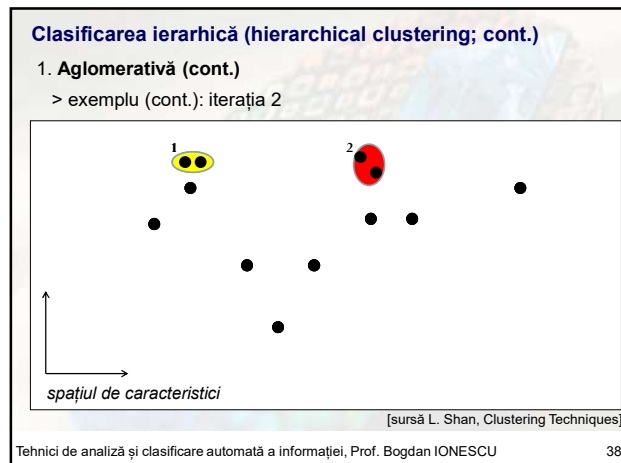 Clasificarea ierarhică (hierarchical clustering; cont.)
1. Aglomerativă (cont.)
> exemplu (cont.): iterația 2
1
2
spațiul de caracteristici
[sursă L. Shan, Clustering Techniques]
Tehnici de analiză și clasificare automată a informației, Prof. Bogdan IONESCU 38